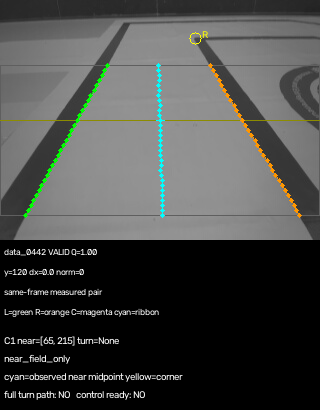 R
data_0442 VALID Q=1.00
y=120 dx=0.0 norm=0
same-frame measured pair
L=green R=orange C=magenta cyan=ribbon
C1 near=[65, 215] turn=None
near_field_only
cyan=observed near midpoint yellow=corner
full turn path: NO control ready: NO